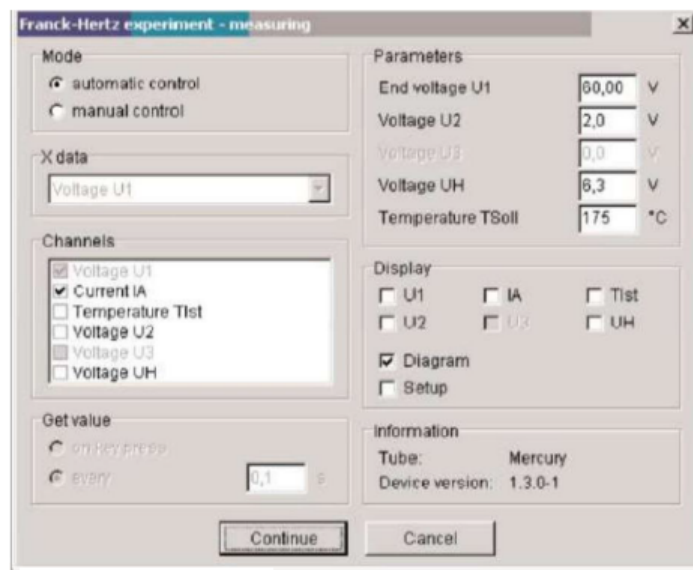 Franck-Hertz experiment - measuring
Mode
automatic control
manual control
X data
Voltage U1
Channels
Voltage U1
Current IA
Temperature TIst
Voltage U2
Voltage U3
Voltage UH
Get value
on key press
every 0,1 s
Parameters
End voltage U1 60,00 V
Voltage U2 2,0 V
Voltage U3 0,0 V
Voltage UH 6,3 V
Temperature TSoll 175 °C
Display
U1 IA TIst
U2 U3 UH
Diagram
Setup
Information
Tube: Mercury
Device version: 1.3.0-1
Continue Cancel